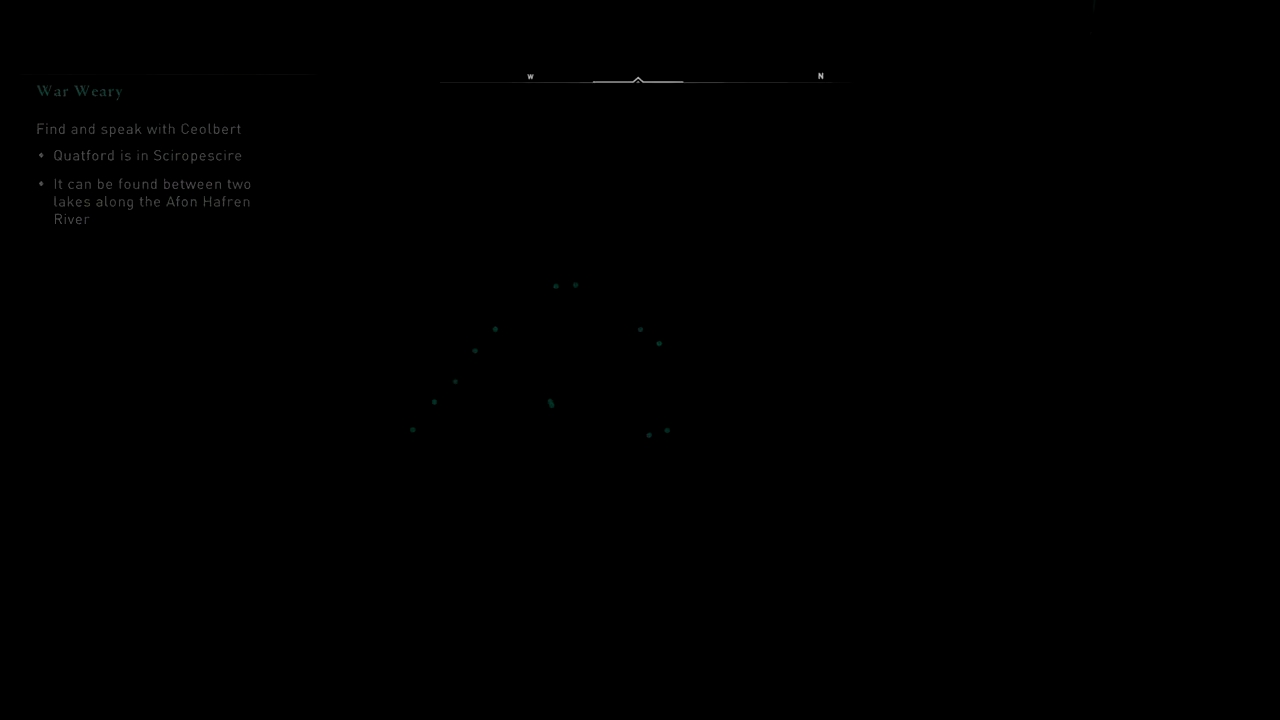 W
N
War Weary
Find and speak with Ceolbert
Quatford is in Sciropescire
It can be found between two
lakes along the Afon Hafren
River